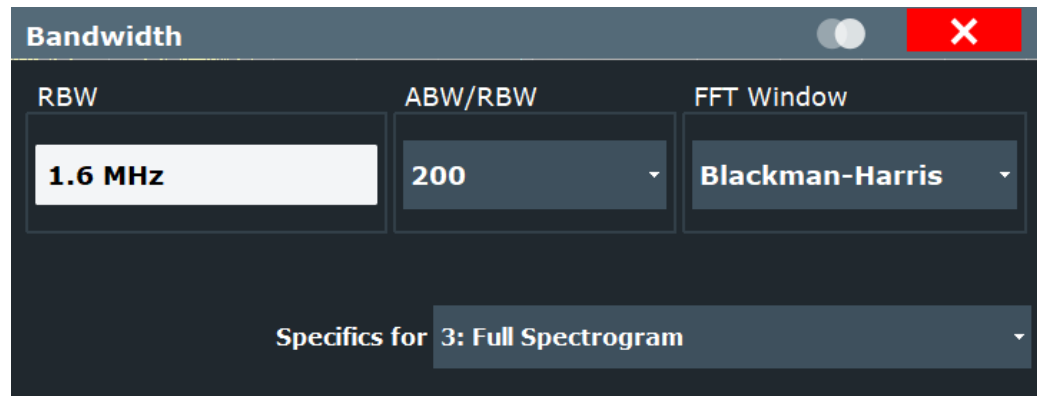 Bandwidth
RBW ABW/RBW FFT Window
1.6 MHz 200 Blackman-Harris
Specifics for 3: Full Spectrogram